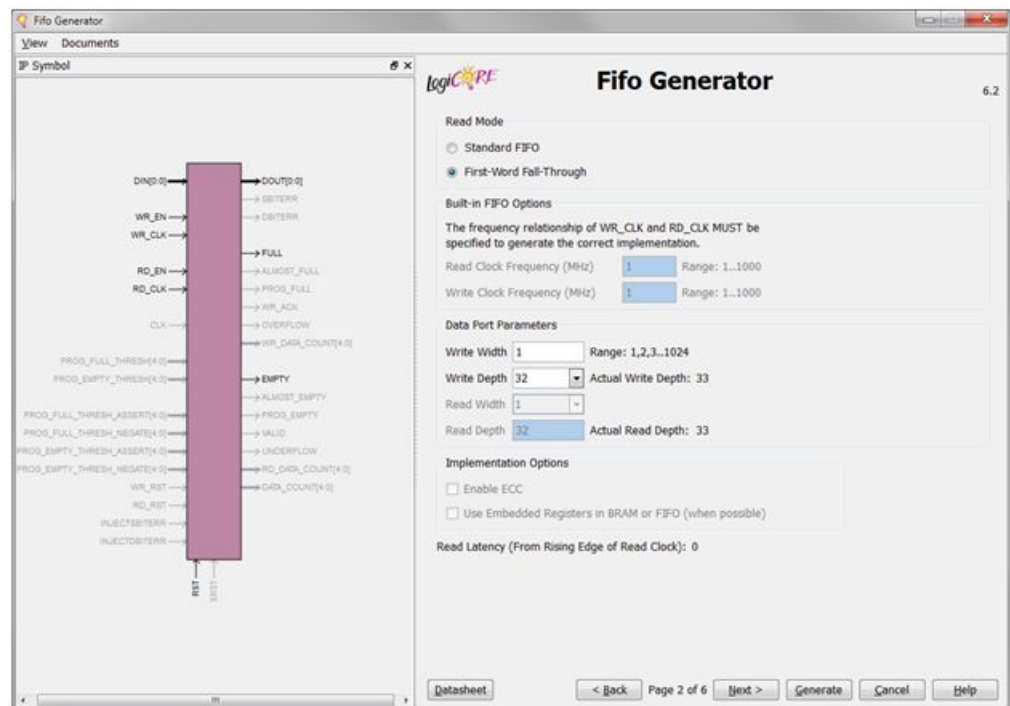 Fifo Generator
View Documents
IP Symbol
DIN[0:0]
WR_EN
WR_CLK
RD_EN
RD_CLK
CLK
PROG_FULL_THRESH[4:0]
PROG_EMPTY_THRESH[4:0]
PROG_FULL_THRESH_ASSERT[4:0]
PROG_FULL_THRESH_NEGATE[4:0]
PROG_EMPTY_THRESH_ASSERT[4:0]
PROG_EMPTY_THRESH_NEGATE[4:0]
WR_RST
RD_RST
INJECTSBITERR
INJECTDBITERR
DOUT[0:0]
SBITERR
DBITERR
FULL
ALMOST_FULL
PROG_FULL
WR_ACK
OVERFLOW
WR_DATA_COUNT[4:0]
EMPTY
ALMOST_EMPTY
PROG_EMPTY
VALID
UNDERFLOW
RD_DATA_COUNT[4:0]
DATA_COUNT[4:0]
RST
SRST
LogiCORE
Fifo Generator
6.2
Read Mode
Standard FIFO
First-Word Fall-Through
Built-in FIFO Options
The frequency relationship of WR_CLK and RD_CLK MUST be
specified to generate the correct implementation.
Read Clock Frequency (MHz) 1 Range: 1..1000
Write Clock Frequency (MHz) 1 Range: 1..1000
Data Port Parameters
Write Width 1 Range: 1,2,3..1024
Write Depth 32 Actual Write Depth: 33
Read Width 1
Read Depth 32 Actual Read Depth: 33
Implementation Options
Enable ECC
Use Embedded Registers in BRAM or FIFO (when possible)
Read Latency (From Rising Edge of Read Clock): 0
Datasheet < Back Page 2 of 6 Next > Generate Cancel Help